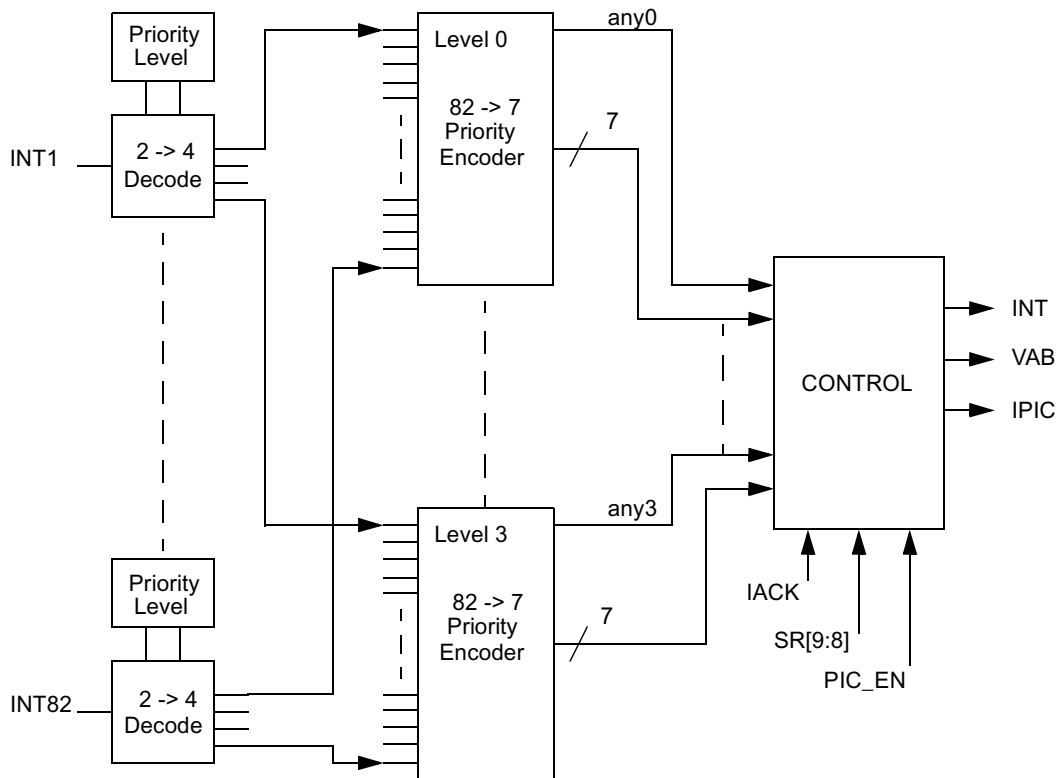 Priority
Level
INT1
2 -> 4
Decode
Level 0
82 -> 7
Priority
Encoder
any0
7
INT
VAB
IPIC
CONTROL
IACK
SR[9:8]
PIC_EN
Priority
Level
INT82
2 -> 4
Decode
Level 3
82 -> 7
Priority
Encoder
any3
7